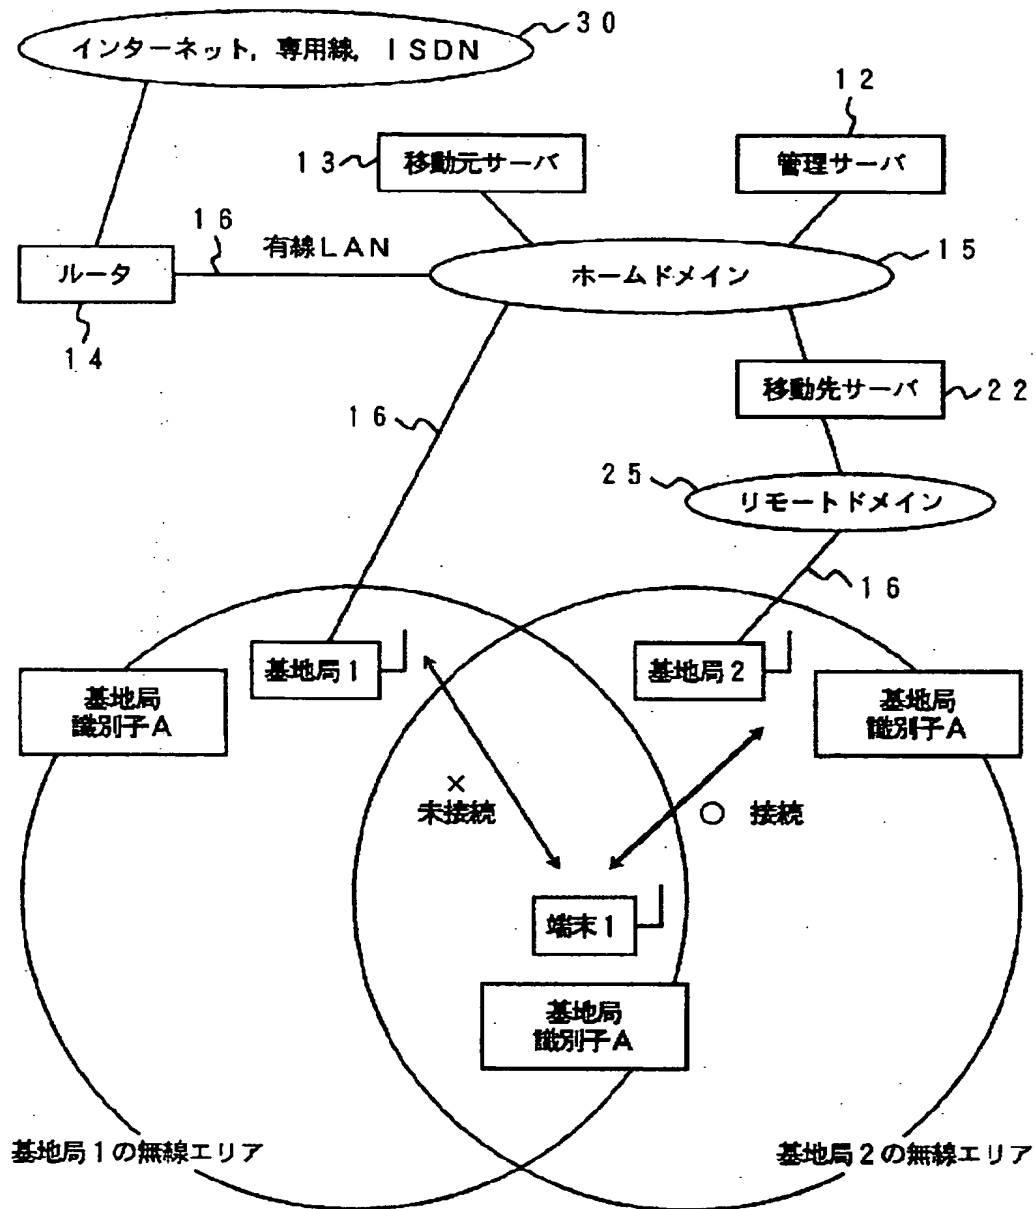 30
インターネット，専用線，ISDN
12
13
移動元サーバ
管理サーバ
16
有線LAN
15
ルータ
ホームドメイン
14
移動先サーバ
22
16
25
リモートドメイン
16
基地局1
基地局2
基地局
識別子A
基地局
識別子A
×
未接続
○ 接続
端末1
基地局
識別子A
基地局1の無線エリア
基地局2の無線エリア